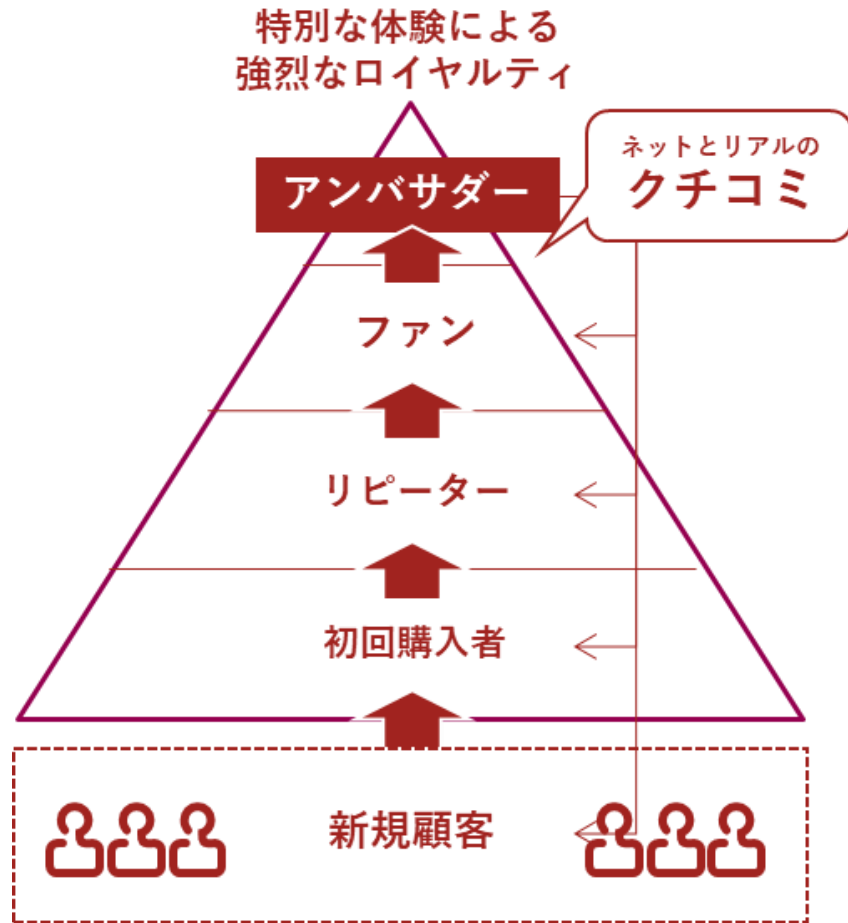 特別な体験による
強烈なロイヤルティ
アンバサダー
ネットとリアルの
クチコミ
ファン
リピーター
初回購入者
新規顧客